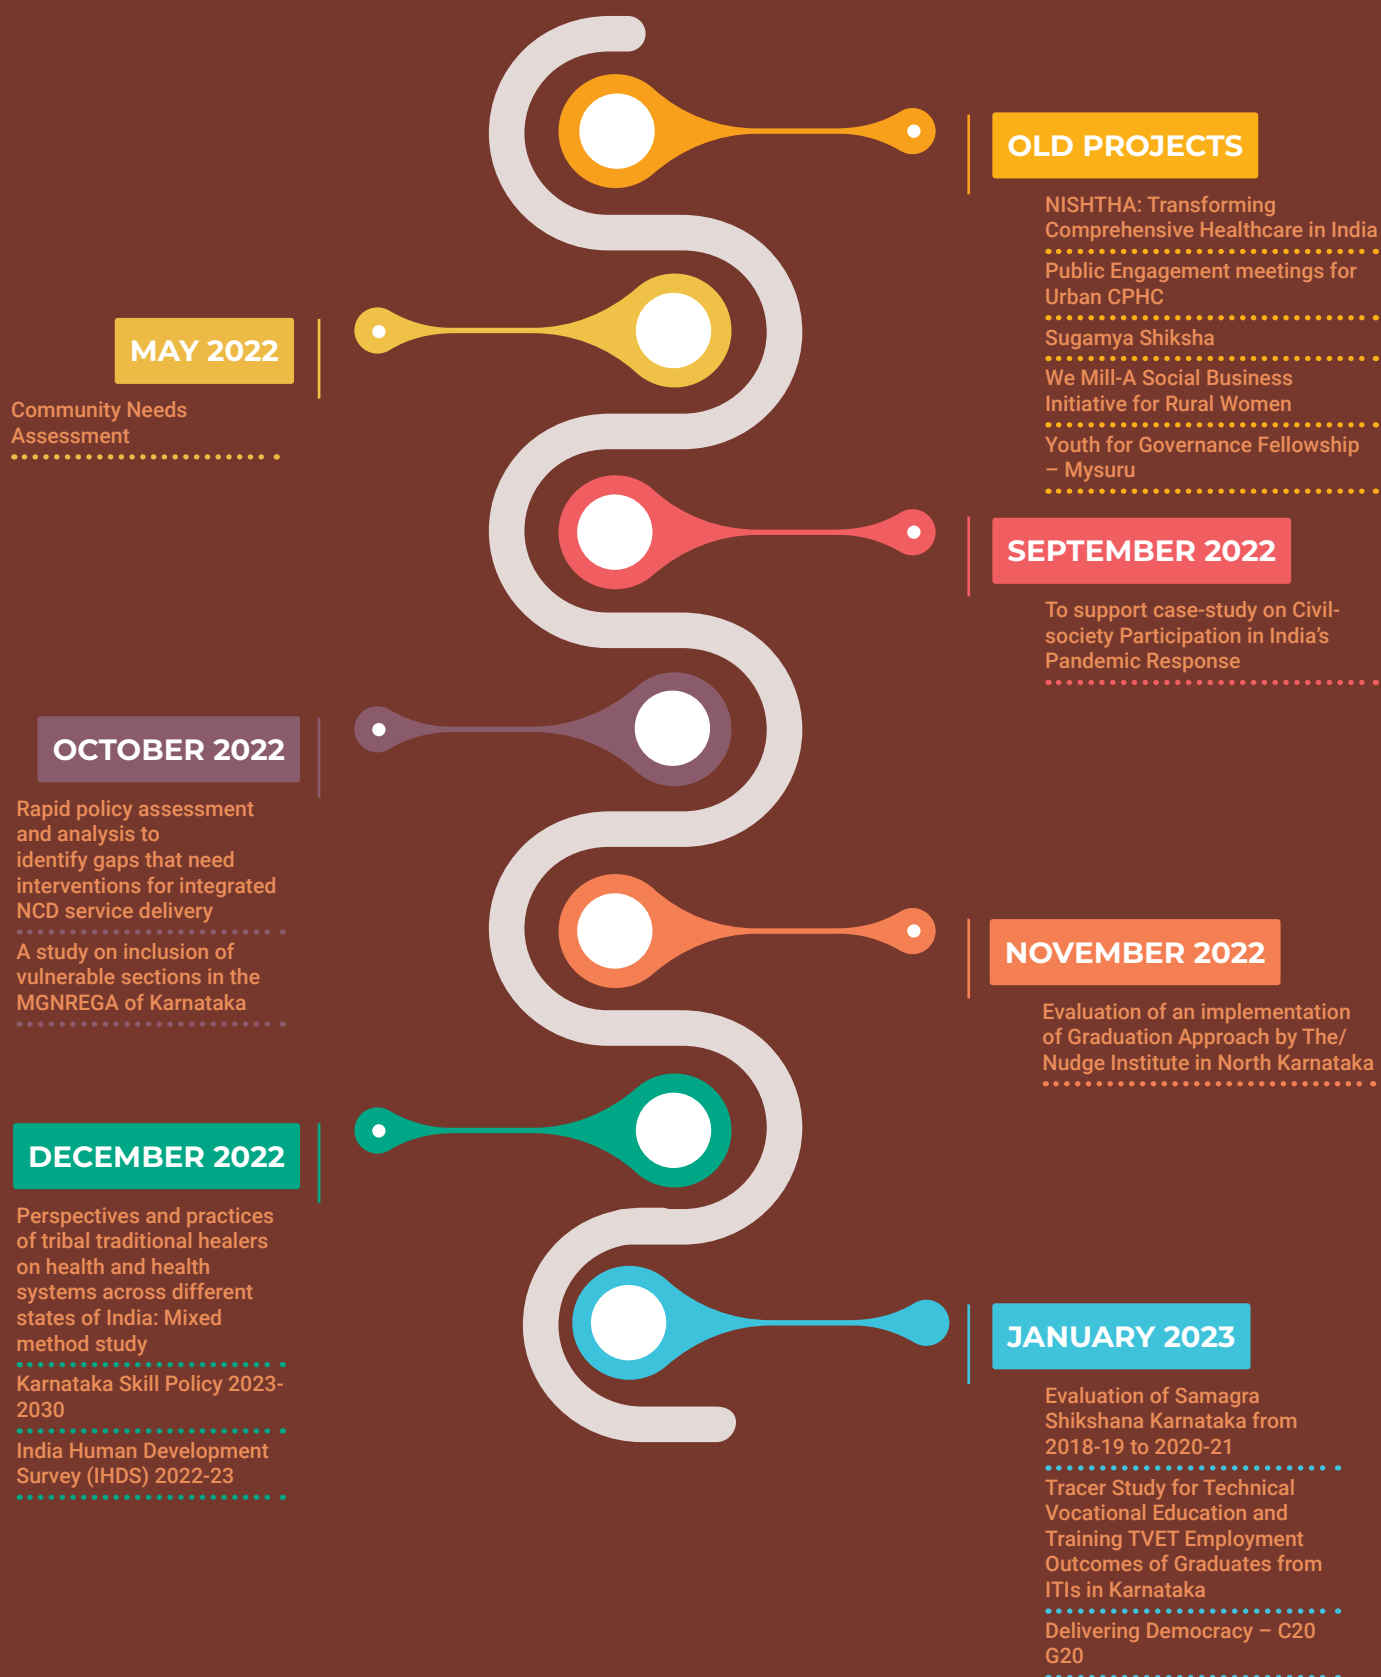 OLD PROJECTS
NISHTHA: Transforming
Comprehensive Healthcare in India
Public Engagement meetings for
Urban CPHC
Sugamya Shiksha
We Mill-A Social Business
Initiative for Rural Women
Youth for Governance Fellowship
– Mysuru
MAY 2022
Community Needs
Assessment
SEPTEMBER 2022
To support case-study on Civil-
society Participation in India’s
Pandemic Response
OCTOBER 2022
Rapid policy assessment
and analysis to
identify gaps that need
interventions for integrated
NCD service delivery
A study on inclusion of
vulnerable sections in the
MGNREGA of Karnataka
NOVEMBER 2022
Evaluation of an implementation
of Graduation Approach by The/
Nudge Institute in North Karnataka
DECEMBER 2022
Perspectives and practices
of tribal traditional healers
on health and health
systems across different
states of India: Mixed
method study
Karnataka Skill Policy 2023-
2030
India Human Development
Survey (IHDS) 2022-23
JANUARY 2023
Evaluation of Samagra
Shikshana Karnataka from
2018-19 to 2020-21
Tracer Study for Technical
Vocational Education and
Training TVET Employment
Outcomes of Graduates from
ITIs in Karnataka
Delivering Democracy – C20
G20